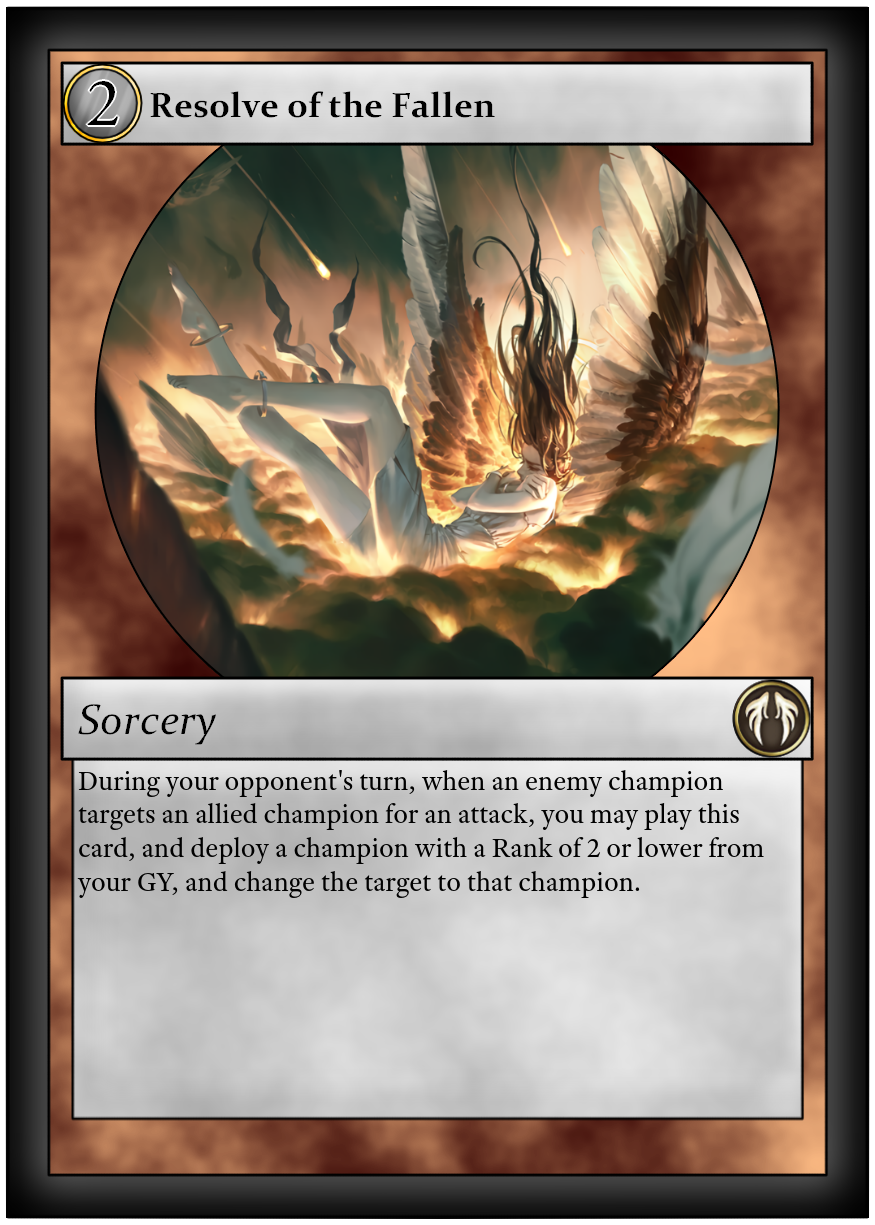 2 Resolve of the Fallen
Sorcery
During your opponent's turn, when an enemy champion
targets an allied champion for an attack, you may play this
card, and deploy a champion with a Rank of 2 or lower from
your GY, and change the target to that champion.